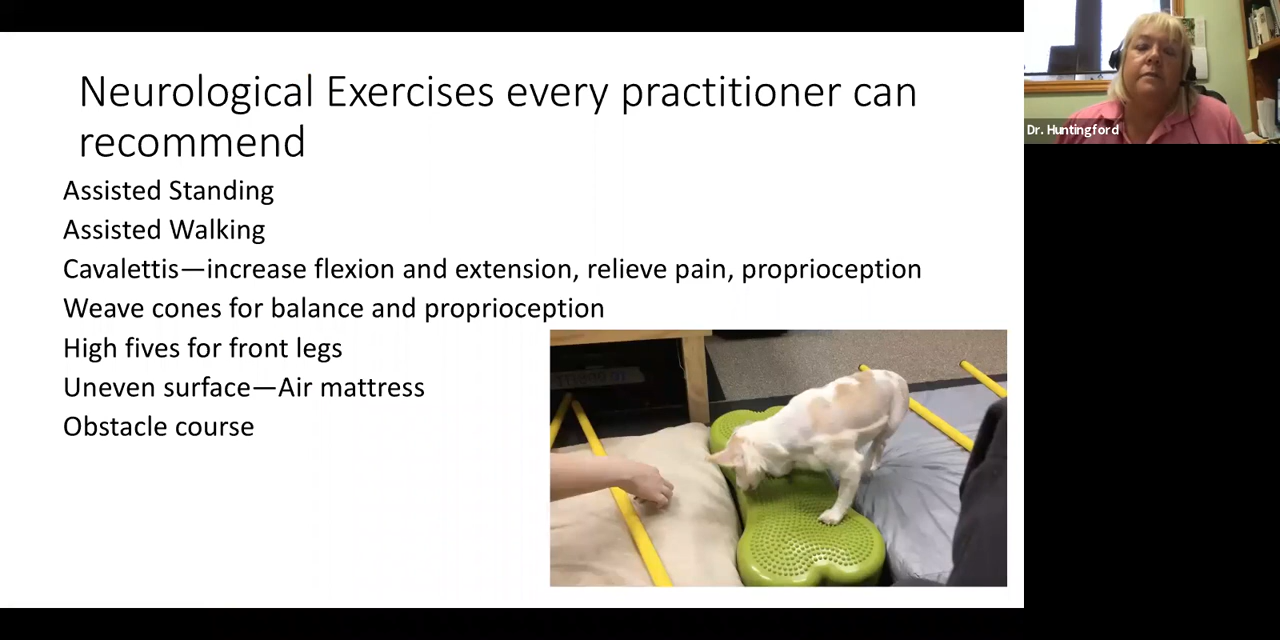 Neurological Exercises every practitioner can
recommend
Assisted Standing
Assisted Walking
Cavalettis—increase flexion and extension, relieve pain, proprioception
Weave cones for balance and proprioception
High fives for front legs
Uneven surface—Air mattress
Obstacle course
Dr. Huntingford